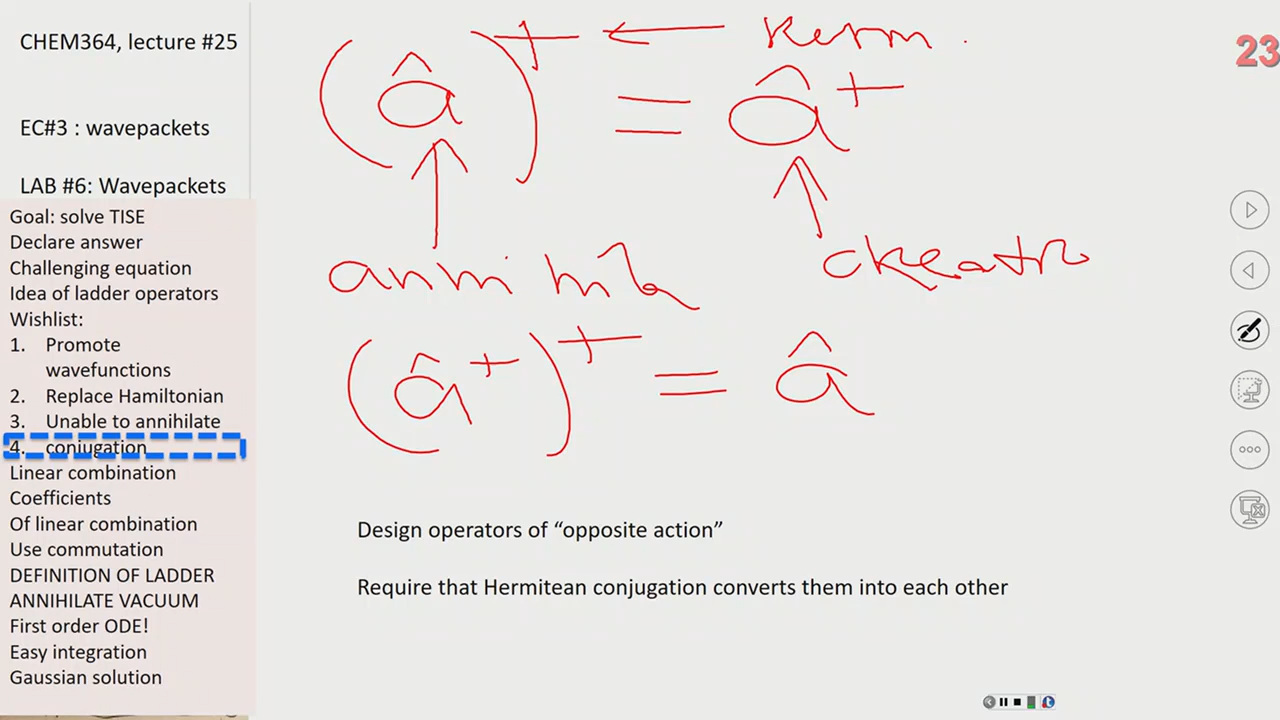 CHEM364, lecture #25
EC#3 : wavepackets
LAB #6: Wavepackets
Goal: solve TISE
Declare answer
Challenging equation
Idea of ladder operators
Wishlist:
1. Promote
wavefunctions
2. Replace Hamiltonian
3. Unable to annihilate
4. conjugation
Linear combination
Coefficients
Of linear combination
Use commutation
DEFINITION OF LADDER
ANNIHILATE VACUUM
First order ODE!
Easy integration
Gaussian solution
(â)⁺ ←
= â⁺
(â⁺)⁺ = â
Design operators of “opposite action”
Require that Hermitean conjugation converts them into each other
23